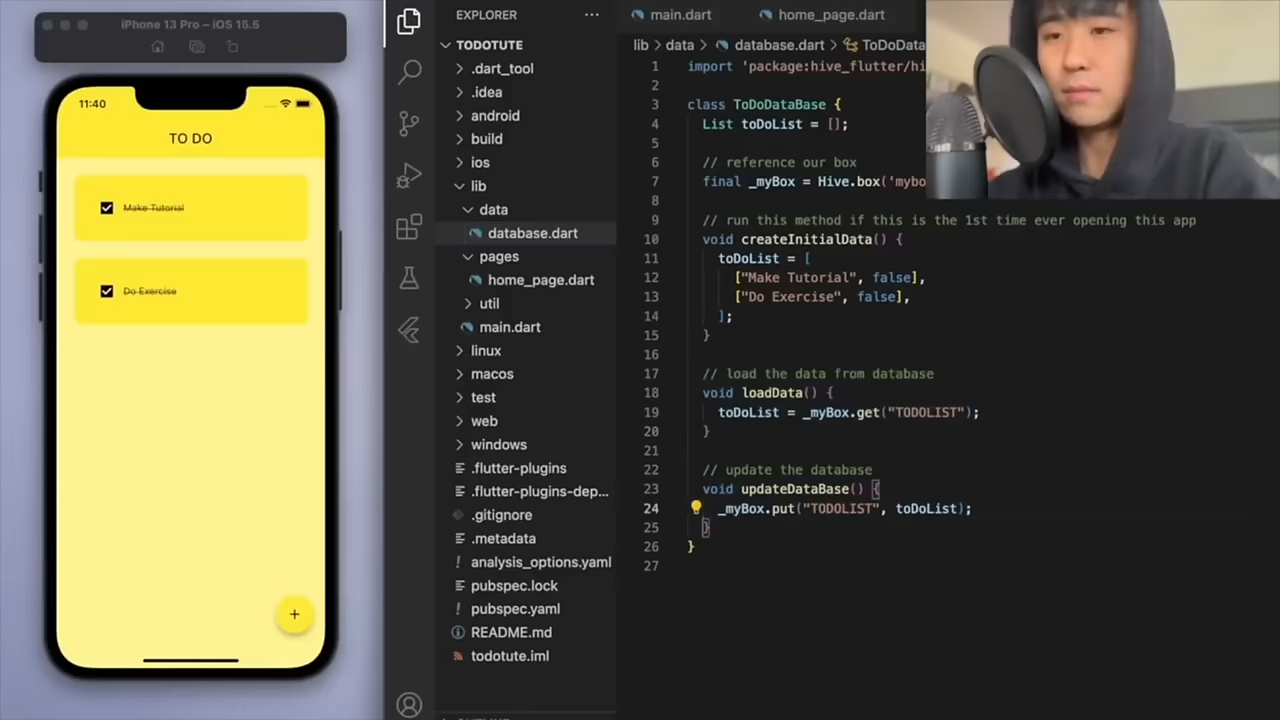 iPhone 13 Pro – iOS 15.5
11:40
TO DO
Make Tutorial
Do Exercise
+
EXPLORER
TODOTUTE
.dart_tool
.idea
android
build
ios
lib
data
database.dart
pages
home_page.dart
util
main.dart
linux
macos
test
web
windows
.flutter-plugins
.flutter-plugins-dep...
.gitignore
.metadata
analysis_options.yaml
pubspec.lock
pubspec.yaml
README.md
todotute.iml
main.dart home_page.dart
lib > data > database.dart > ToDoData
1 import 'package:hive_flutter/hi
2
3 class ToDoDataBase {
4 List toDoList = [];
5
6 // reference our box
7 final _myBox = Hive.box('mybo
8
9 // run this method if this is the 1st time ever opening this app
10 void createInitialData() {
11 toDoList = [
12 ["Make Tutorial", false],
13 ["Do Exercise", false],
14 ];
15 }
16
17 // load the data from database
18 void loadData() {
19 toDoList = _myBox.get("TODOLIST");
20 }
21
22 // update the database
23 void updateDataBase() {
24 _myBox.put("TODOLIST", toDoList);
25 }
26 }
27